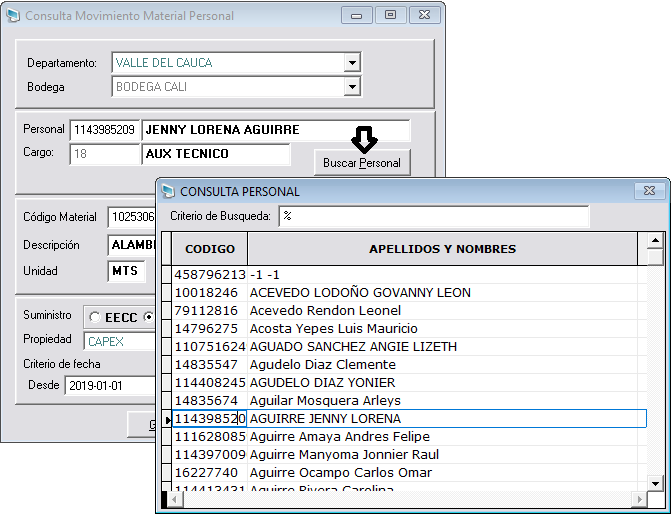 Consulta Movimiento Material Personal
Departamento: VALLE DEL CAUCA
Bodega BODEGA CALI
Personal 1143985209 JENNY LORENA AGUIRRE
Cargo: 18 AUX TECNICO
Buscar Personal
CONSULTA PERSONAL
Criterio de Busqueda: %
Código Material 1025306
Descripción ALAMB
Unidad MTS
Suministro EECC
Propiedad CAPEX
Criterio de fecha
Desde 2019-01-01
G
CODIGO APELLIDOS Y NOMBRES
458796213 -1 -1
10018246 ACEVEDO LODOÑO GOVANNY LEON
79112816 Acevedo Rendon Leonel
14796275 Acosta Yepes Luis Mauricio
110751624 AGUADO SANCHEZ ANGIE LIZETH
14835547 Agudelo Diaz Clemente
114408245 AGUDELO DIAZ YONIER
14835674 Aguilar Mosquera Arleys
114398520 AGUIRRE JENNY LORENA
111628085 Aguirre Amaya Andres Felipe
114397009 Aguirre Manyoma Jonnier Raul
16227740 Aguirre Ocampo Carlos Omar
114413431 Aguirre Rivera Carolina